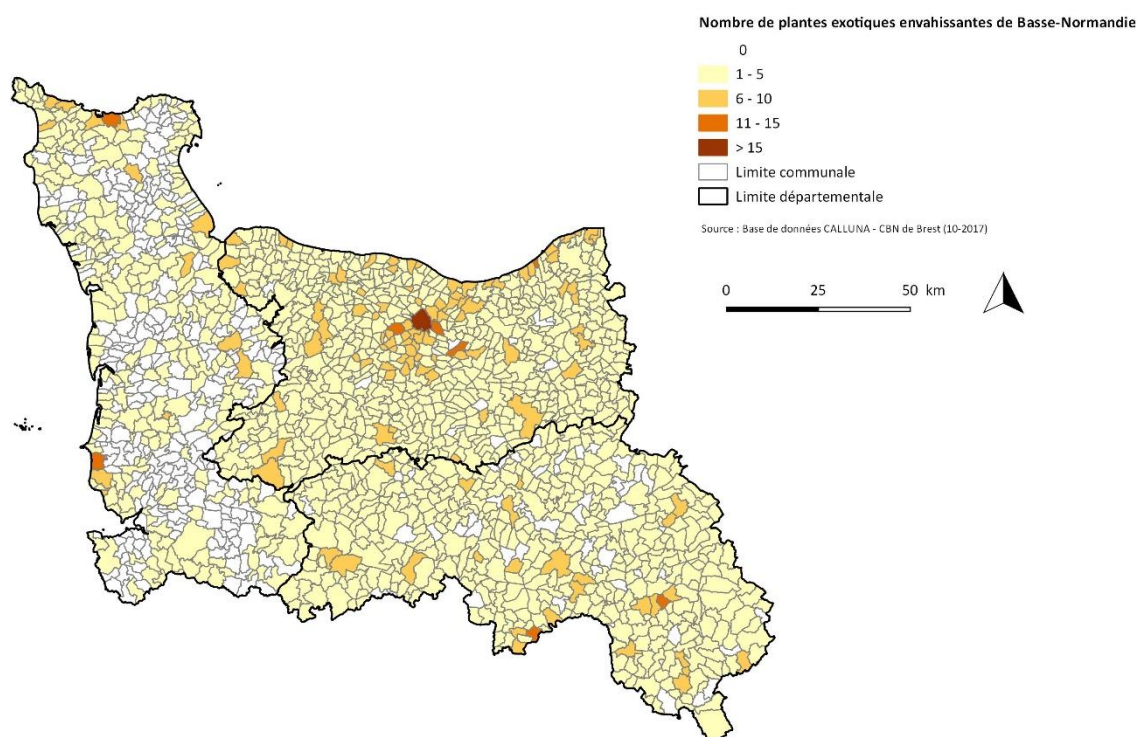 Nombre de plantes exotiques envahissantes de Basse-Normandie
0
1 - 5
6 - 10
11 - 15
> 15
Limite communale
Limite départementale
Source : Base de données CALLUNA - CBN de Brest (10-2017)
0 25 50 km